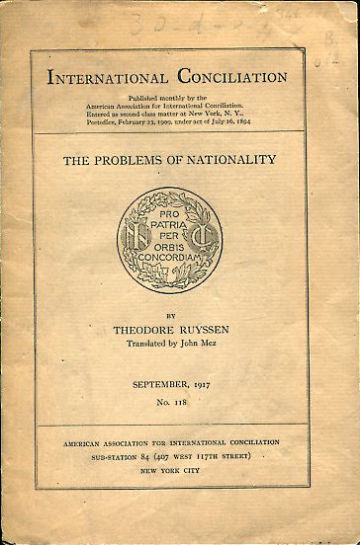 INTERNATIONAL CONCILIATION
Published monthly by the
American Association for International Conciliation.
Entered as second class matter at New York, N. Y.,
Postoffice, February 23, 1909, under act of July 16, 1894
THE PROBLEMS OF NATIONALITY
PRO
PATRIA
PER
ORBIS
CONCORDIAM
I C
BY
THEODORE RUYSSEN
Translated by John Mez
SEPTEMBER, 1917
No. 118
AMERICAN ASSOCIATION FOR INTERNATIONAL CONCILIATION
SUB-STATION 84 (407 WEST 117TH STREET)
NEW YORK CITY